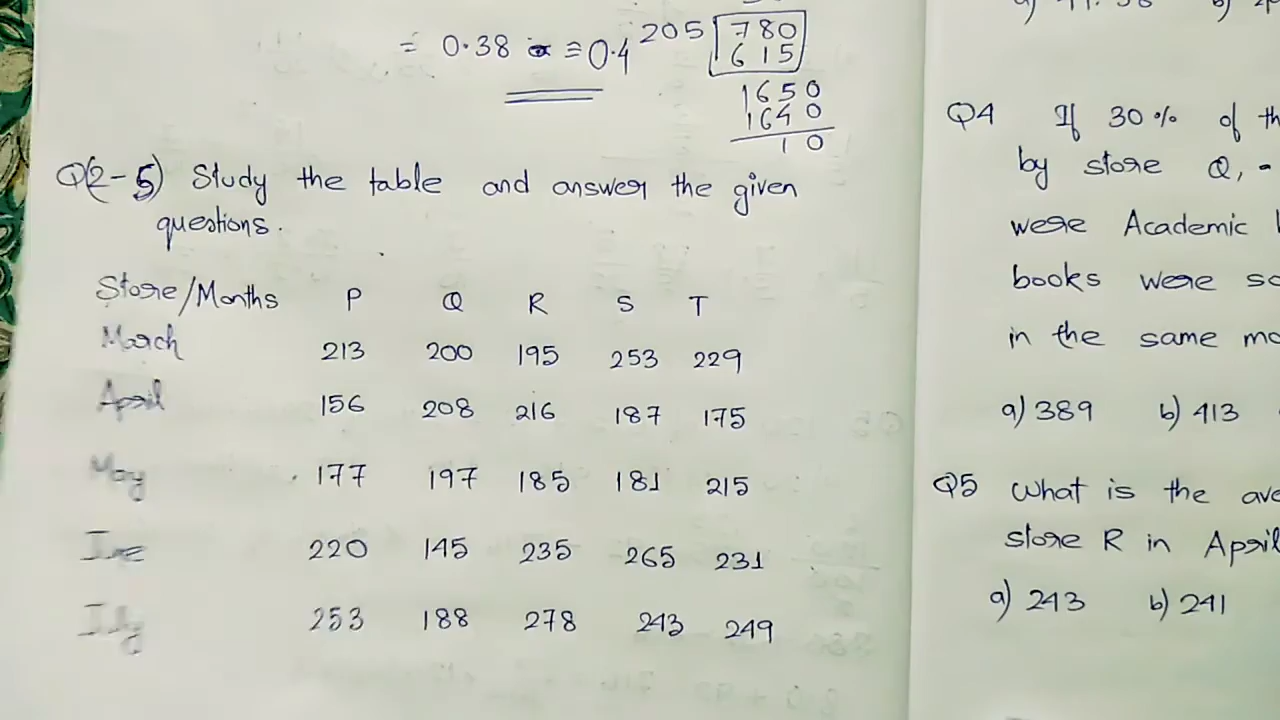 = 0.38 ≡ 0.4
205 780
615
1650
1640
10
Q(2-5) Study the table and answer the given
questions.
Store/Months P Q R S T
March 213 200 195 253 229
April 156 208 216 187 175
May 177 197 185 181 215
June 220 145 235 265 231
July 253 188 278 243 249
Q4 If 30% of th
by store Q, -
were Academic
books were so
in the same mo
a) 389 b) 413
Q5 What is the ave
store R in April
a) 243 b) 241